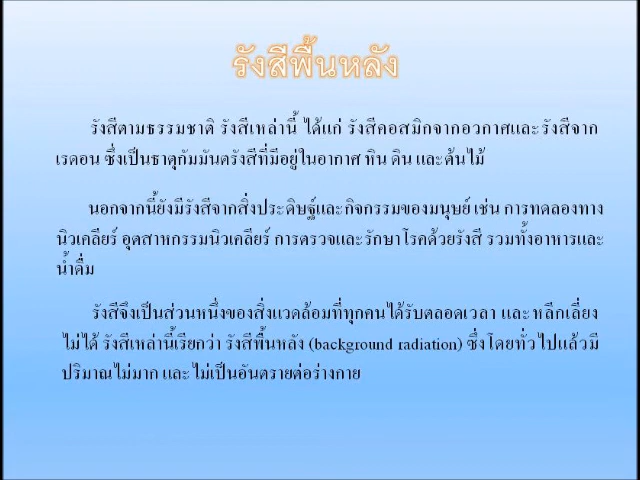 รังสีพื้นหลัง
รังสีตามธรรมชาติ รังสีเหล่านี้ ได้แก่ รังสีคอสมิกจากอวกาศและรังสีจาก
เรดอน ซึ่งเป็นธาตุกัมมันตรังสีที่มีอยู่ในอากาศ หิน ดิน และต้นไม้
นอกจากนี้ยังมีรังสีจากสิ่งประดิษฐ์และกิจกรรมของมนุษย์ เช่น การทดลองทาง
นิวเคลียร์ อุตสาหกรรมนิวเคลียร์ การตรวจและรักษาโรคด้วยรังสี รวมทั้งอาหารและ
น้ำดื่ม
รังสีจึงเป็นส่วนหนึ่งของสิ่งแวดล้อมที่ทุกคนได้รับตลอดเวลา และ หลีกเลี่ยง
ไม่ได้ รังสีเหล่านี้เรียกว่า รังสีพื้นหลัง (background radiation) ซึ่งโดยทั่วไปแล้วมี
ปริมาณไม่มาก และ ไม่เป็นอันตรายต่อร่างกาย